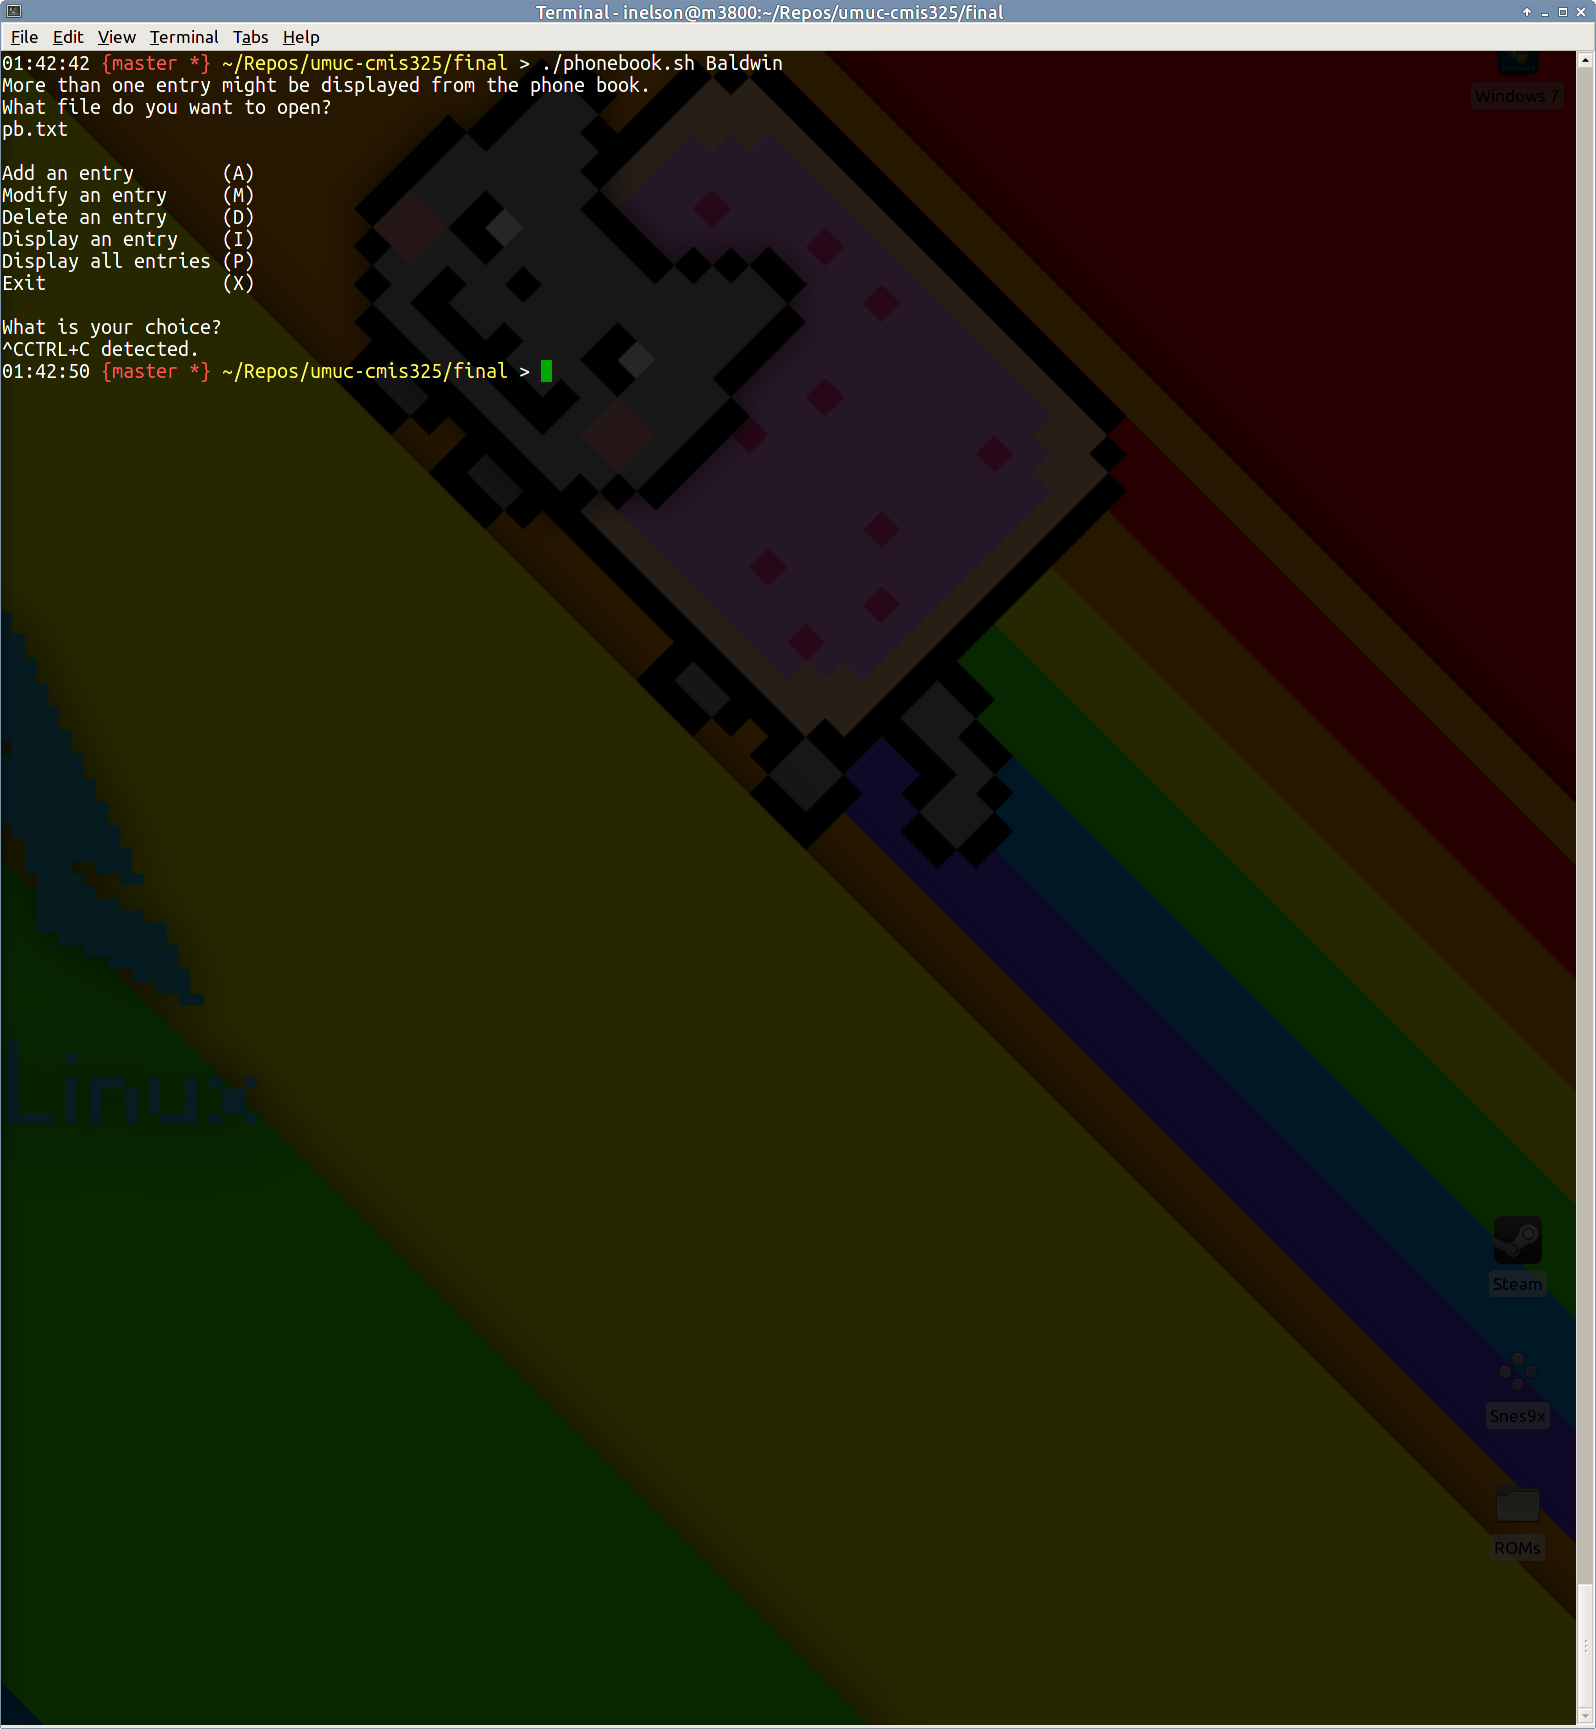 Terminal - inelson@m3800:~/Repos/umuc-cmis325/final
File Edit View Terminal Tabs Help
01:42:42 {master *} ~/Repos/umuc-cmis325/final > ./phonebook.sh Baldwin
More than one entry might be displayed from the phone book.
What file do you want to open?
pb.txt
Add an entry (A)
Modify an entry (M)
Delete an entry (D)
Display an entry (I)
Display all entries (P)
Exit (X)
What is your choice?
^CCTRL+C detected.
01:42:50 {master *} ~/Repos/umuc-cmis325/final >
Windows 7
Linux
Steam
Snes9x
ROMs